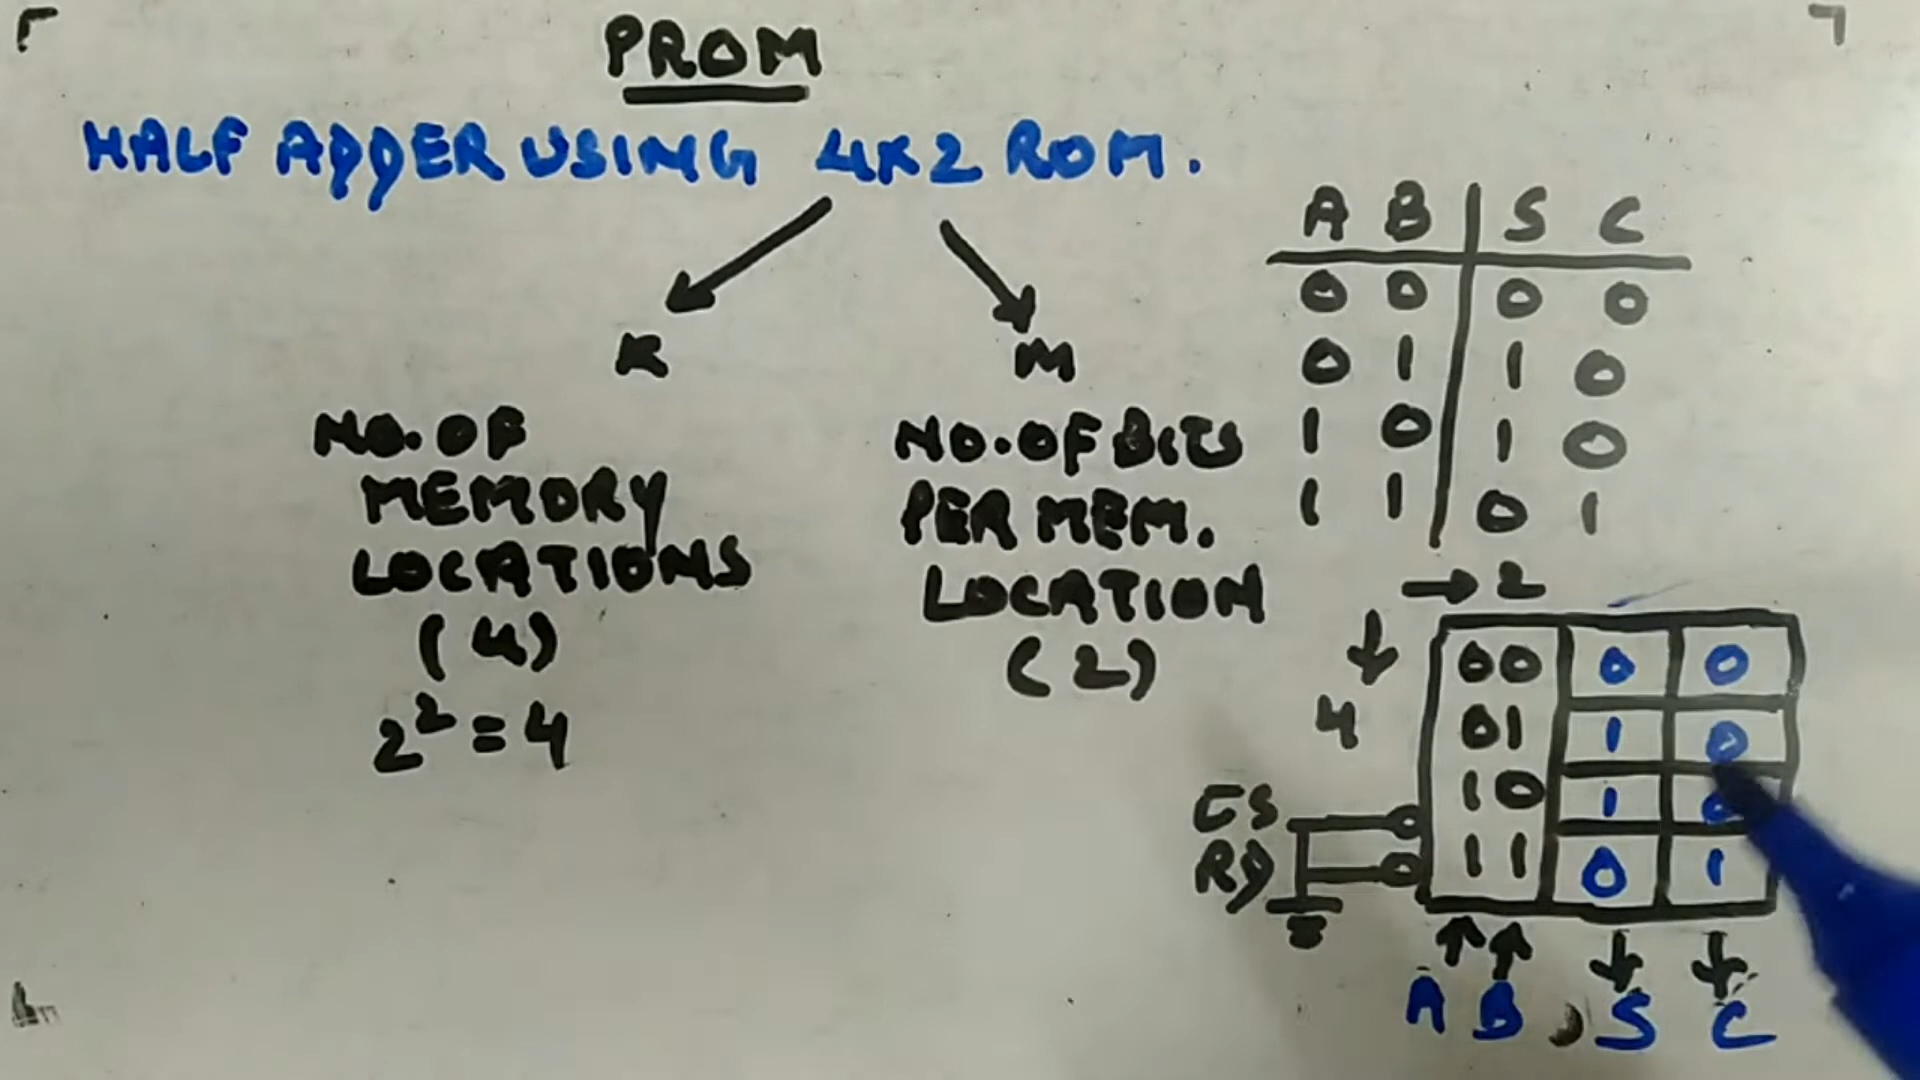 PROM
HALF ADDER USING 4X2 ROM.
K
NO. OF
MEMORY
LOCATIONS
(4)
2² = 4
M
NO. OF BITS
PER MEM.
LOCATION
(2)
A B S C
0 0 0 0
0 1 1 0
1 0 1 0
1 1 0 1
→ 2
↓
4
00 0 0
01 1 0
10 1 0
11 0 1
CS
RD
A B , S C